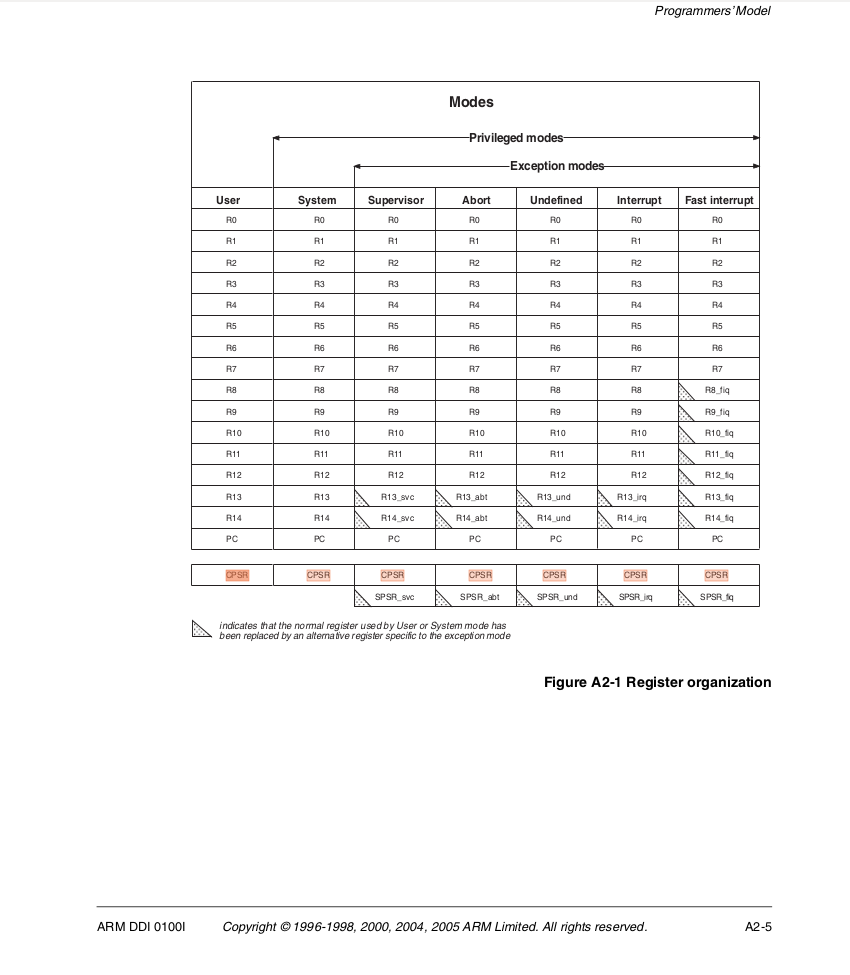 Programmers' Model
Modes
Privileged modes
Exception modes
User System Supervisor Abort Undefined Interrupt Fast interrupt
R0 R0 R0 R0 R0 R0 R0
R1 R1 R1 R1 R1 R1 R1
R2 R2 R2 R2 R2 R2 R2
R3 R3 R3 R3 R3 R3 R3
R4 R4 R4 R4 R4 R4 R4
R5 R5 R5 R5 R5 R5 R5
R6 R6 R6 R6 R6 R6 R6
R7 R7 R7 R7 R7 R7 R7
R8 R8 R8 R8 R8 R8 R8_fiq
R9 R9 R9 R9 R9 R9 R9_fiq
R10 R10 R10 R10 R10 R10 R10_fiq
R11 R11 R11 R11 R11 R11 R11_fiq
R12 R12 R12 R12 R12 R12 R12_fiq
R13 R13 R13_svc R13_abt R13_und R13_irq R13_fiq
R14 R14 R14_svc R14_abt R14_und R14_irq R14_fiq
PC PC PC PC PC PC PC
CPSR CPSR CPSR CPSR CPSR CPSR CPSR
SPSR_svc SPSR_abt SPSR_und SPSR_irq SPSR_fiq
indicates that the normal register used by User or System mode has
been replaced by an alternative register specific to the exception mode
Figure A2-1 Register organization
ARM DDI 0100I Copyright © 1996-1998, 2000, 2004, 2005 ARM Limited. All rights reserved. A2-5